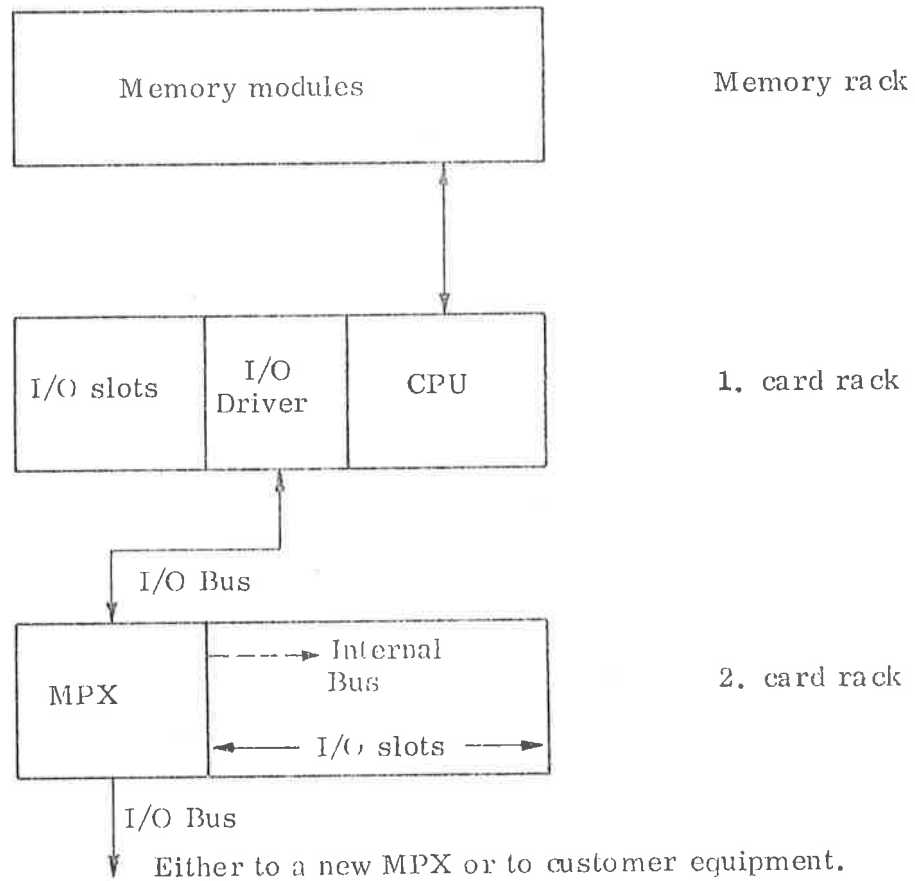 Memory modules
Memory rack
I/O slots
I/O
Driver
CPU
1. card rack
I/O Bus
MPX
Internal
Bus
I/O slots
2. card rack
I/O Bus
Either to a new MPX or to customer equipment.